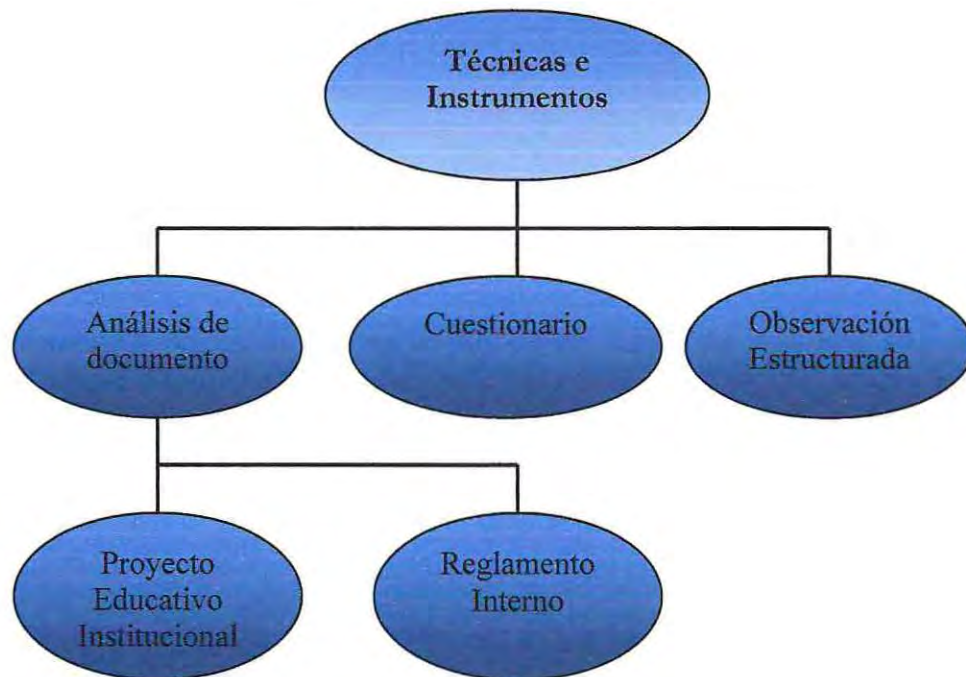 Técnicas e
Instrumentos
Análisis de
documento
Cuestionario
Observación
Estructurada
Proyecto
Educativo
Institucional
Reglamento
Interno